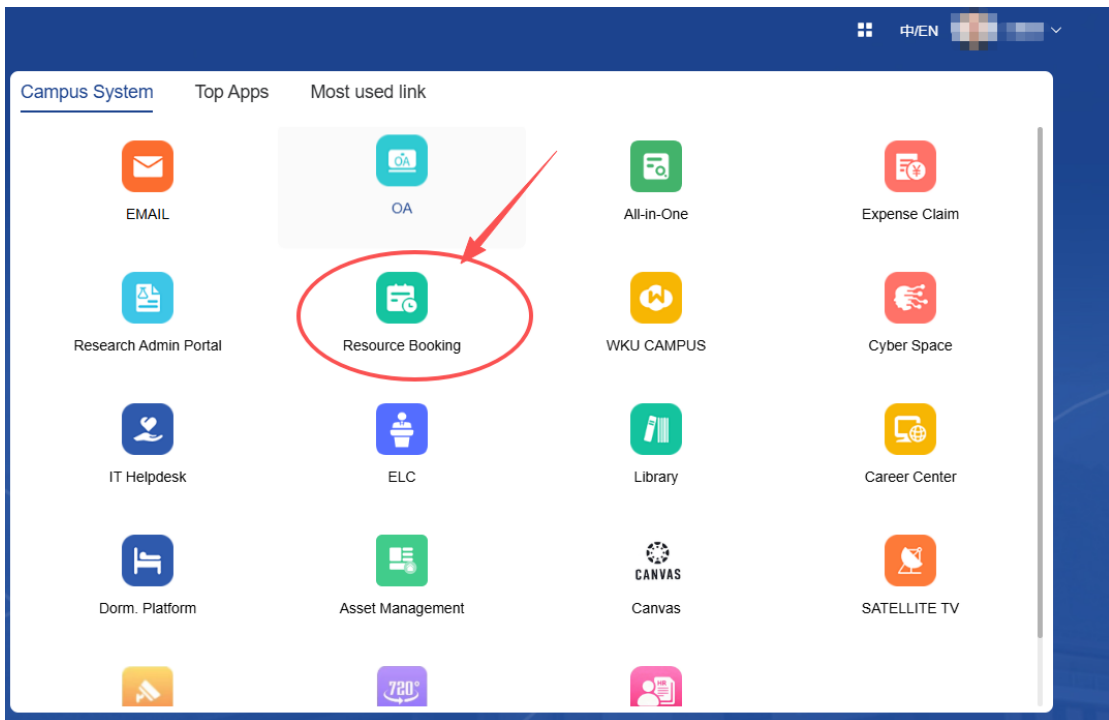 中/EN
Campus System Top Apps Most used link
OA
EMAIL OA All-in-One Expense Claim
Research Admin Portal Resource Booking WKU CAMPUS Cyber Space
IT Helpdesk ELC Library Career Center
CANVAS
Dorm. Platform Asset Management Canvas SATELLITE TV
720°
HR